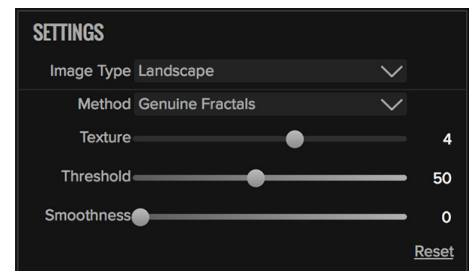 SETTINGS
Image Type Landscape
Method Genuine Fractals
Texture 4
Threshold 50
Smoothness 0
Reset